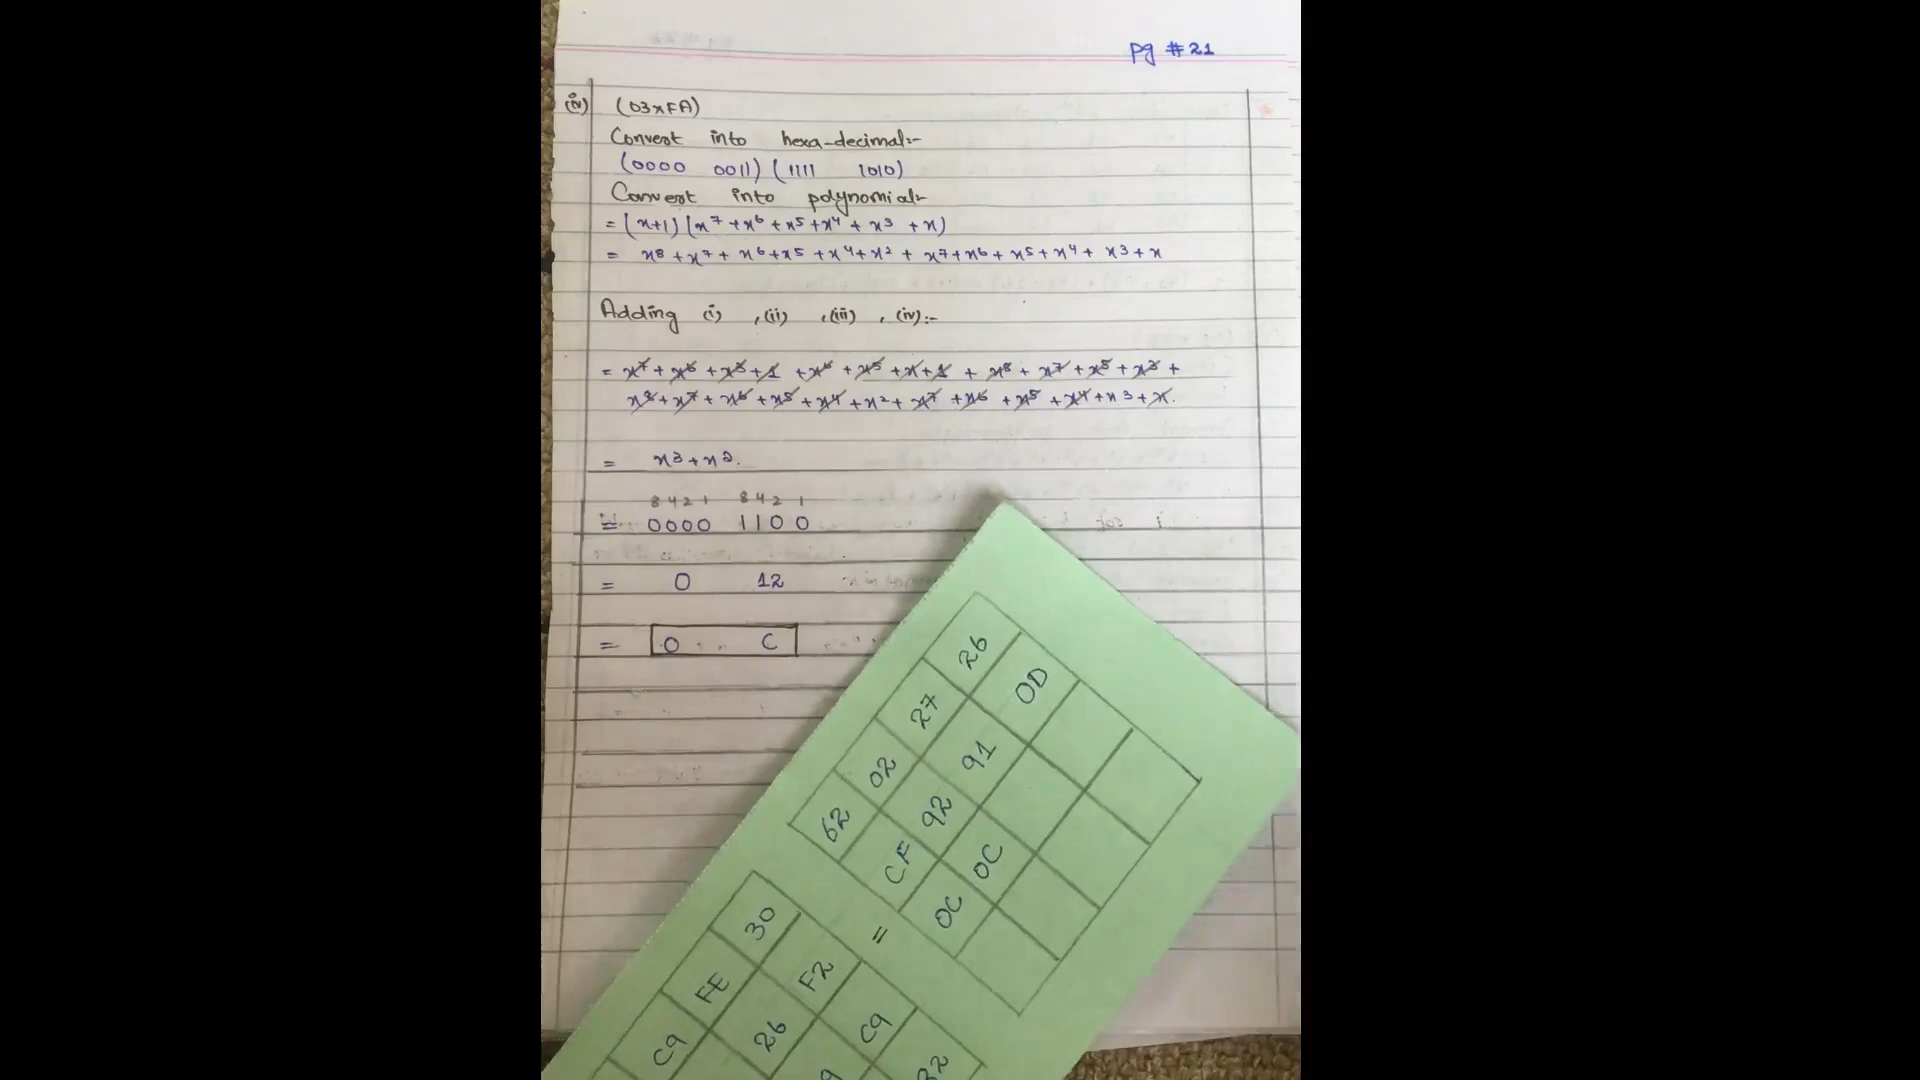 pg #21
(iv) (03xFA)
Convert into hexa-decimal:-
(0000 0011) (1111 1010)
Convert into polynomial:-
= (x+1) (x⁷ + x⁶ + x⁵ + x⁴ + x³ + x)
= x⁸ + x⁷ + x⁶ + x⁵ + x⁴ + x² + x⁷ + x⁶ + x⁵ + x⁴ + x³ + x
Adding (i) , (ii) , (iii) , (iv):-
= x⁷ + x⁶ + x³ + 1 + x⁶ + x⁵ + x + 1 + x⁸ + x⁷ + x⁵ + x³ +
x⁸ + x⁷ + x⁶ + x⁵ + x⁴ + x² + x⁷ + x⁶ + x⁵ + x⁴ + x³ + x.
= x³ + x².
8 4 2 1 8 4 2 1
= 0000 1100
= 0 12
= 0 C
62 02 27 26
CF 92 91 0D
0C 0C
=
C9 FE 30
26 F2
C9